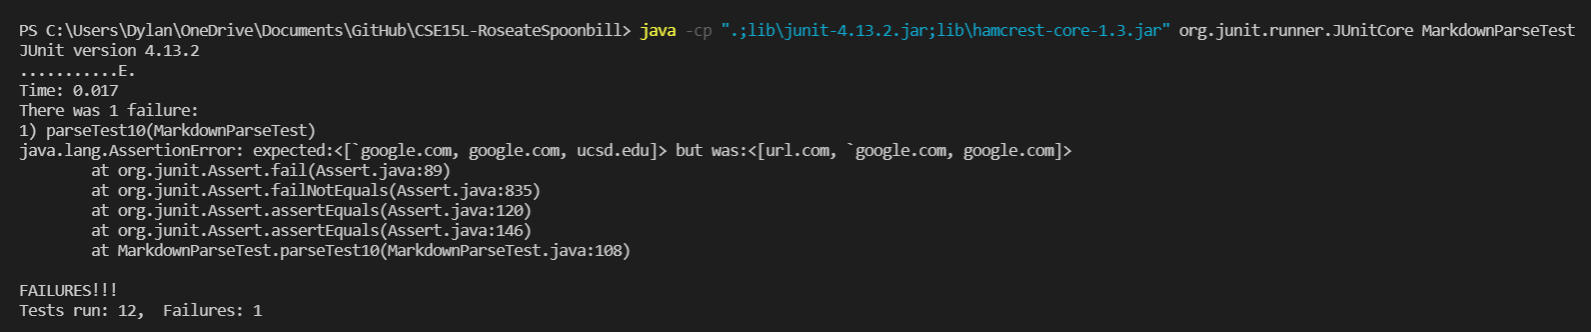 PS C:\Users\Dylan\OneDrive\Documents\GitHub\CSE15L-RoseateSpoonbill> java -cp ".;lib\junit-4.13.2.jar;lib\hamcrest-core-1.3.jar" org.junit.runner.JUnitCore MarkdownParseTest
JUnit version 4.13.2
...........E.
Time: 0.017
There was 1 failure:
1) parseTest10(MarkdownParseTest)
java.lang.AssertionError: expected:<[`google.com, google.com, ucsd.edu]> but was:<[url.com, `google.com, google.com]>
        at org.junit.Assert.fail(Assert.java:89)
        at org.junit.Assert.failNotEquals(Assert.java:835)
        at org.junit.Assert.assertEquals(Assert.java:120)
        at org.junit.Assert.assertEquals(Assert.java:146)
        at MarkdownParseTest.parseTest10(MarkdownParseTest.java:108)

FAILURES!!!
Tests run: 12,  Failures: 1